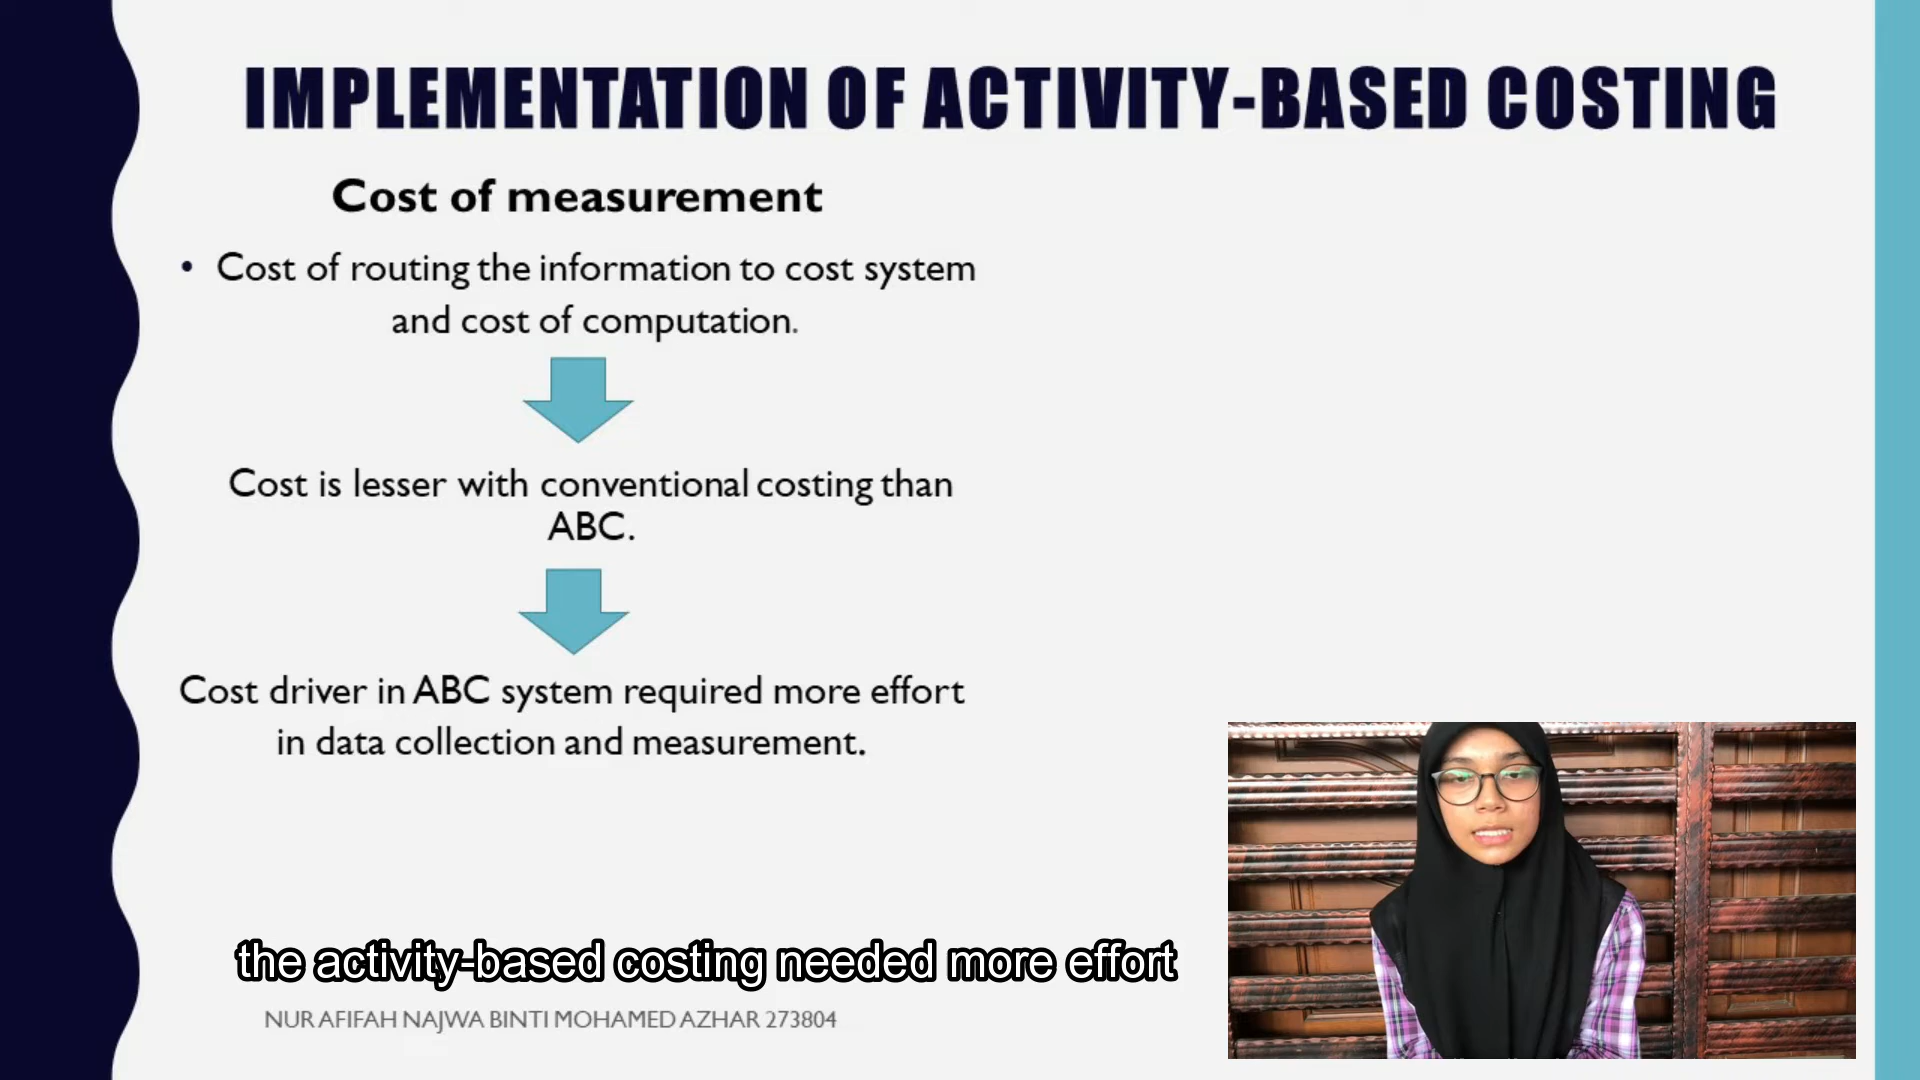 IMPLEMENTATION OF ACTIVITY-BASED COSTING
Cost of measurement
• Cost of routing the information to cost system
and cost of computation.
Cost is lesser with conventional costing than
ABC.
Cost driver in ABC system required more effort
in data collection and measurement.
the activity-based costing needed more effort
NUR AFIFAH NAJWA BINTI MOHAMED AZHAR 273804